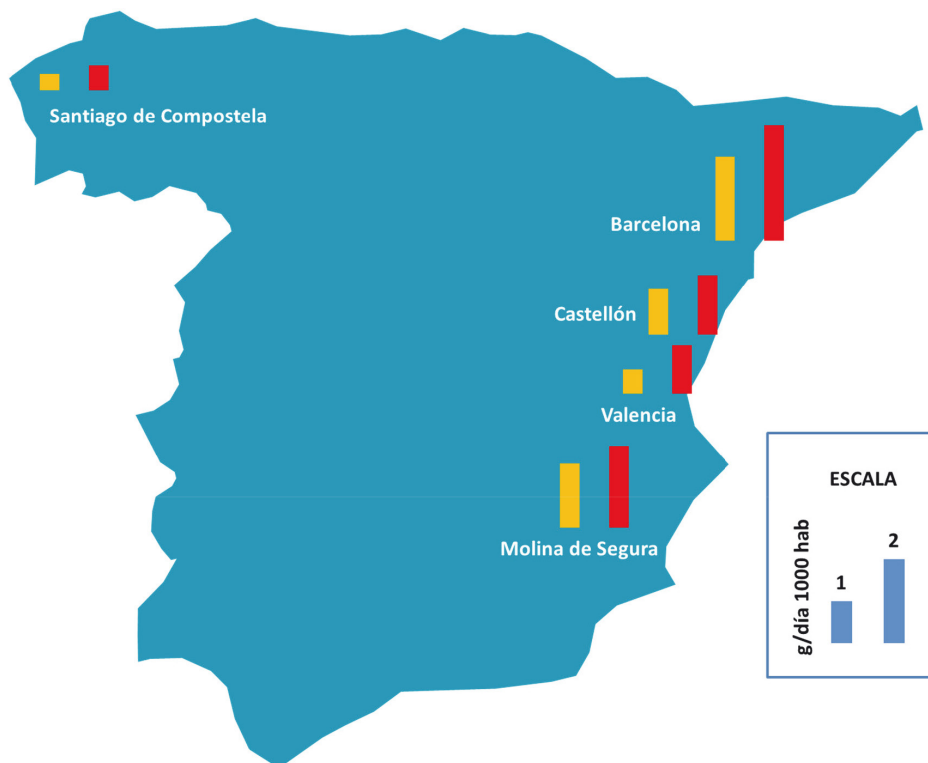 Santiago de Compostela
Barcelona
Castellón
Valencia
Molina de Segura
ESCALA
g/día 1000 hab
1
2